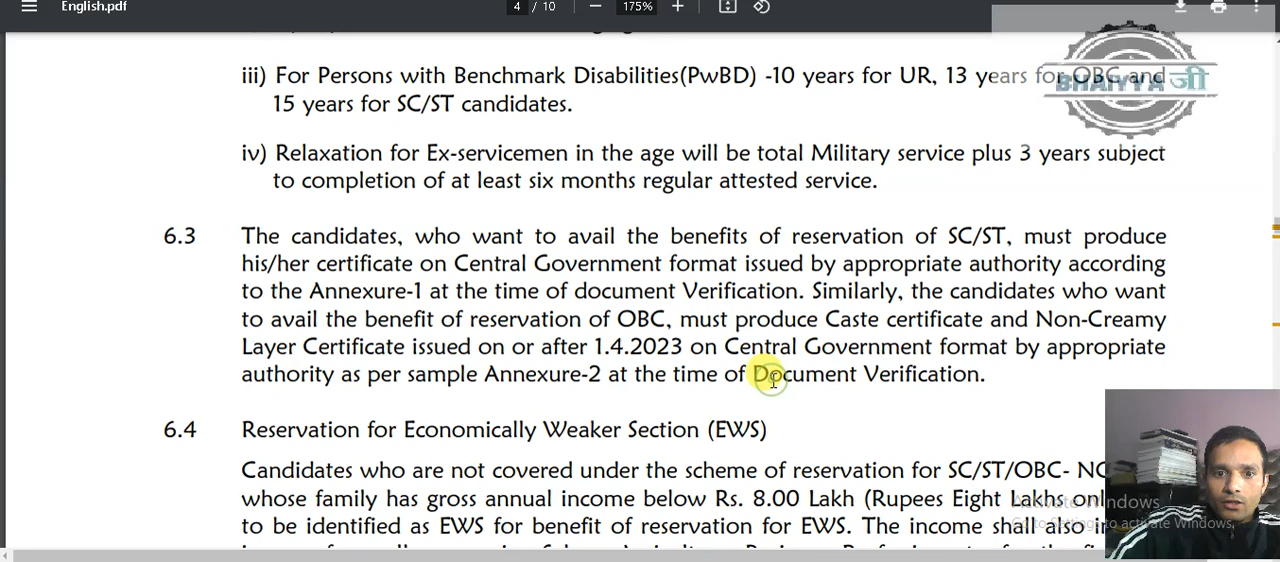 English.pdf
4 / 10
175%
iii) For Persons with Benchmark Disabilities(PwBD) -10 years for UR, 13 years for OBC and
BHAIYYA जी
15 years for SC/ST candidates.
iv) Relaxation for Ex-servicemen in the age will be total Military service plus 3 years subject
to completion of at least six months regular attested service.
6.3 The candidates, who want to avail the benefits of reservation of SC/ST, must produce
his/her certificate on Central Government format issued by appropriate authority according
to the Annexure-1 at the time of document Verification. Similarly, the candidates who want
to avail the benefit of reservation of OBC, must produce Caste certificate and Non-Creamy
Layer Certificate issued on or after 1.4.2023 on Central Government format by appropriate
authority as per sample Annexure-2 at the time of Document Verification.
6.4 Reservation for Economically Weaker Section (EWS)
Candidates who are not covered under the scheme of reservation for SC/ST/OBC- NC
whose family has gross annual income below Rs. 8.00 Lakh (Rupees Eight Lakhs onl
Activate Windows
to be identified as EWS for benefit of reservation for EWS. The income shall also i
Go to Settings to activate Windows.